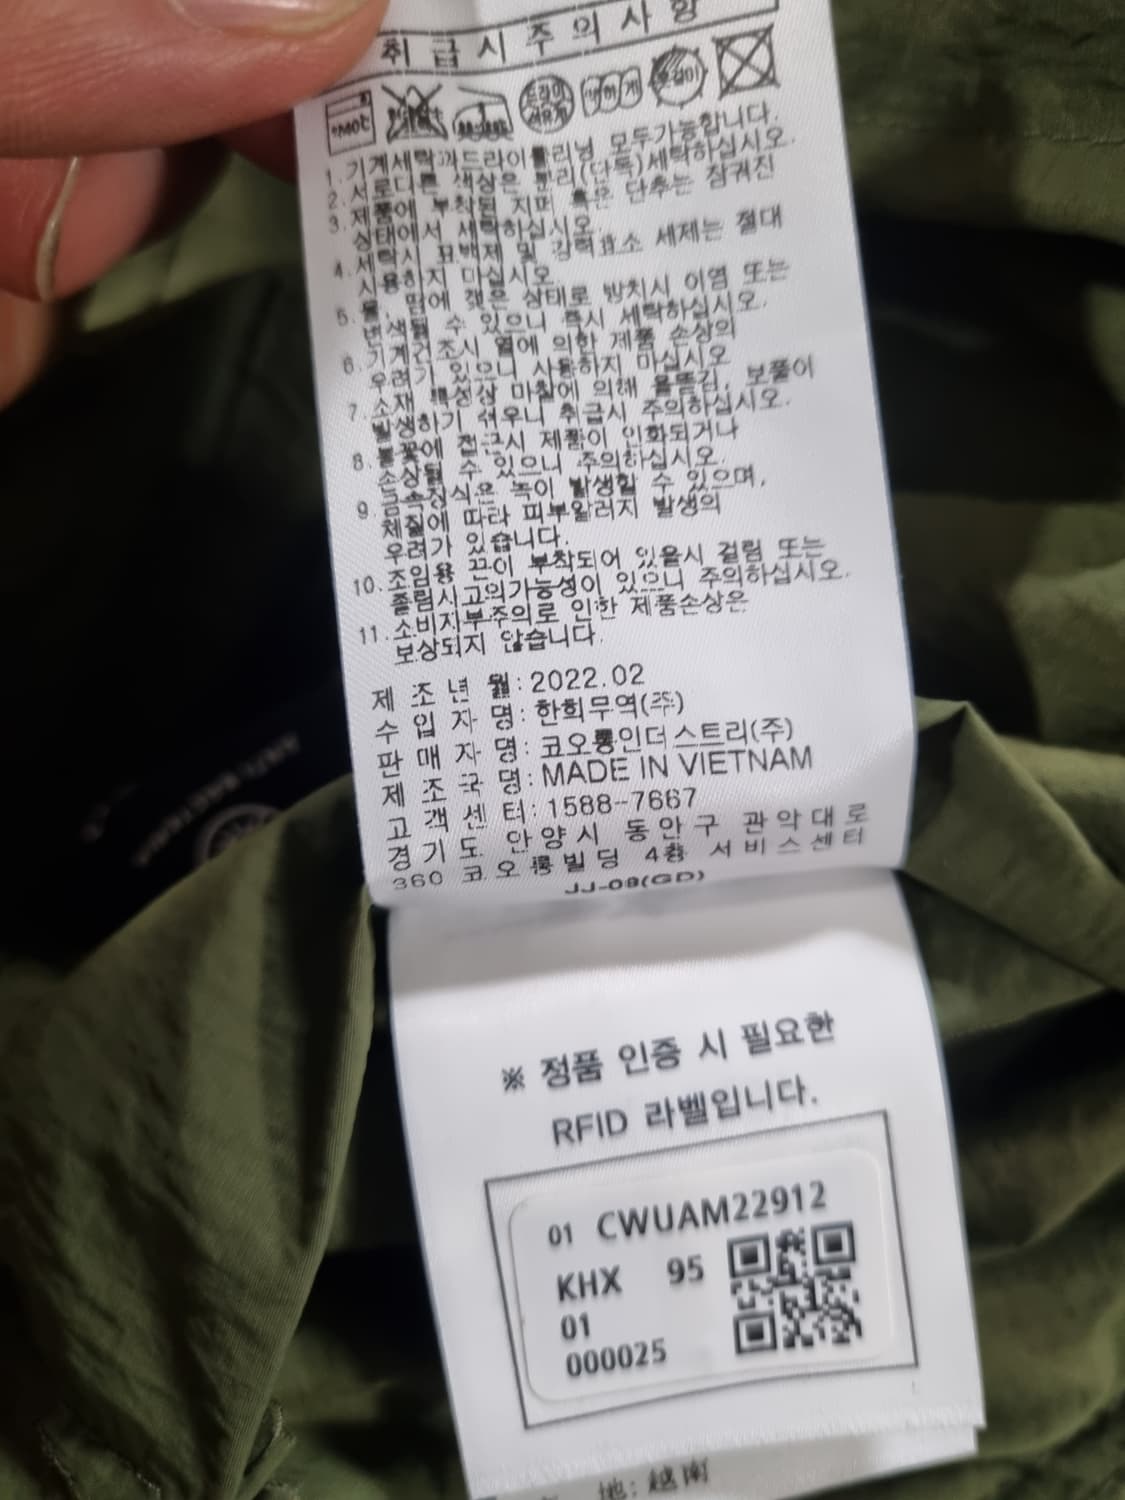 취급시주의사항
드라이
석유계
1. 기계세탁과드라이클리닝 모두가능합니다.
2. 서로다른 색상은 분리(단독)세탁하십시오.
3. 제품에 부착된 지퍼 혹은 단추는 잠궈진
상태에서 세탁하십시오.
4. 세탁시 표백제 및 강력효소 세제는 절대
사용하지 마십시오.
5. 물, 땀에 젖은 상태로 방치시 이염 또는
변색될 수 있으니 즉시 세탁하십시오.
6. 기계건조시 열에 의한 제품 손상의
우려가 있으니 사용하지 마십시오
7. 소재 특성상 마찰에 의해 올뜯김, 보풀이
발생하기 쉬우니 취급시 주의하십시오.
8. 불꽃에 접근시 제품이 인화되거나
손상될 수 있으니 주의하십시오.
9. 금속장식은 녹이 발생할 수 있으며,
체질에 따라 피부알러지 발생의
우려가 있습니다.
10. 조임용 끈이 부착되어 있을시 걸림 또는
졸림사고의가능성이 있으니 주의하십시오.
11. 소비자부주의로 인한 제품손상은
보상되지 않습니다.
제 조 년 월: 2022.02
수 입 자 명: 한희무역(주)
판 매 자 명: 코오롱인더스트리(주)
제 조 국 명: MADE IN VIETNAM
고 객 센 터: 1588-7667
경기도 안양시 동안구 관악대로
360 코오롱빌딩 4층 서비스센터
JJ-08(GD)
※ 정품 인증 시 필요한
RFID 라벨입니다.
01 CWUAM22912
KHX 95
01
000025
地: 越南